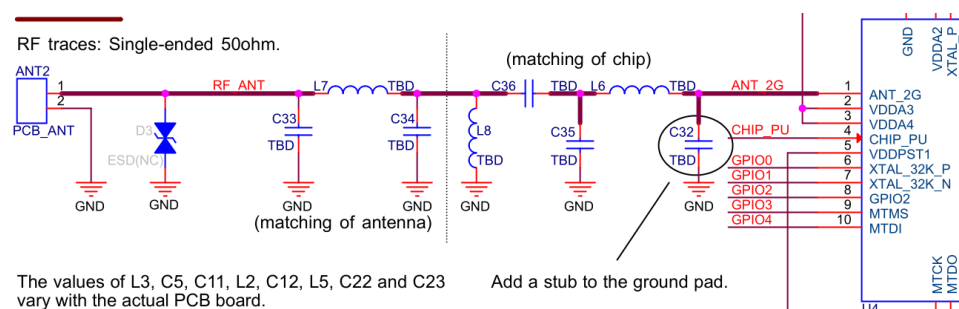 RF traces: Single-ended 50ohm.
ANT2
1
2
PCB_ANT
RF_ANT
L7
TBD
D3
ESD(NC)
C33
TBD
C34
TBD
(matching of chip)
C36
TBD
L6
TBD
ANT_2G
L8
TBD
C35
TBD
C32
TBD
CHIP_PU
GPIO0
GPIO1
GPIO2
GPIO3
GPIO4
GND
GND
GND
GND
GND
GND
GND
(matching of antenna)
The values of L3, C5, C11, L2, C12, L5, C22 and C23
vary with the actual PCB board.
Add a stub to the ground pad.
1
2
3
4
5
6
7
8
9
10
GND
VDDA2
XTAL_P
ANT_2G
VDDA3
VDDA4
CHIP_PU
VDDPST1
XTAL_32K_P
XTAL_32K_N
GPIO2
MTMS
MTDI
MTCK
MTDO